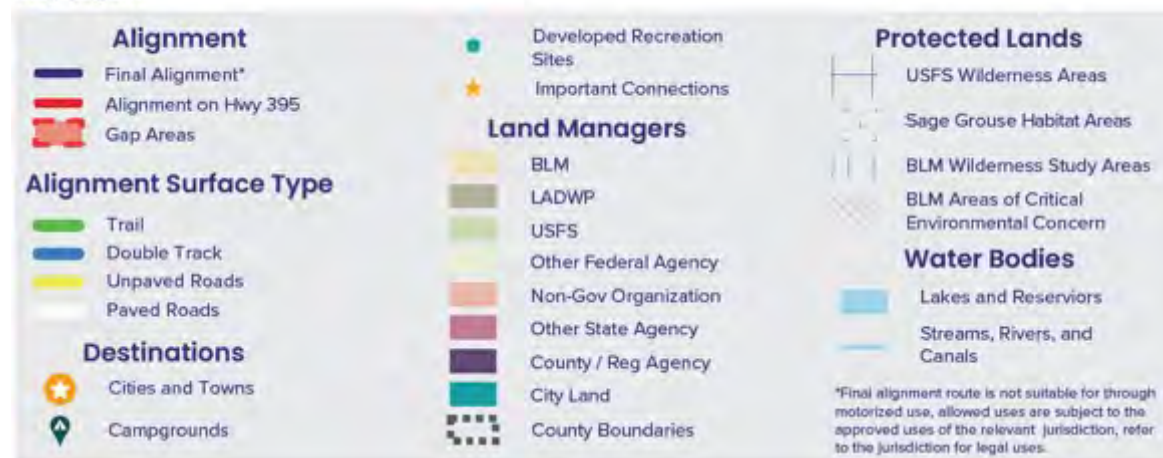 Alignment
Final Alignment*
Alignment on Hwy 395
Gap Areas
Alignment Surface Type
Trail
Double Track
Unpaved Roads
Paved Roads
Destinations
Cities and Towns
Campgrounds
Developed Recreation
Sites
Important Connections
Land Managers
BLM
LADWP
USFS
Other Federal Agency
Non-Gov Organization
Other State Agency
County / Reg Agency
City Land
County Boundaries
Protected Lands
USFS Wilderness Areas
Sage Grouse Habitat Areas
BLM Wilderness Study Areas
BLM Areas of Critical
Environmental Concern
Water Bodies
Lakes and Reserviors
Streams, Rivers, and
Canals
*Final alignment route is not suitable for through
motorized use, allowed uses are subject to the
approved uses of the relevant jurisdiction, refer
to the jurisdiction for legal uses.